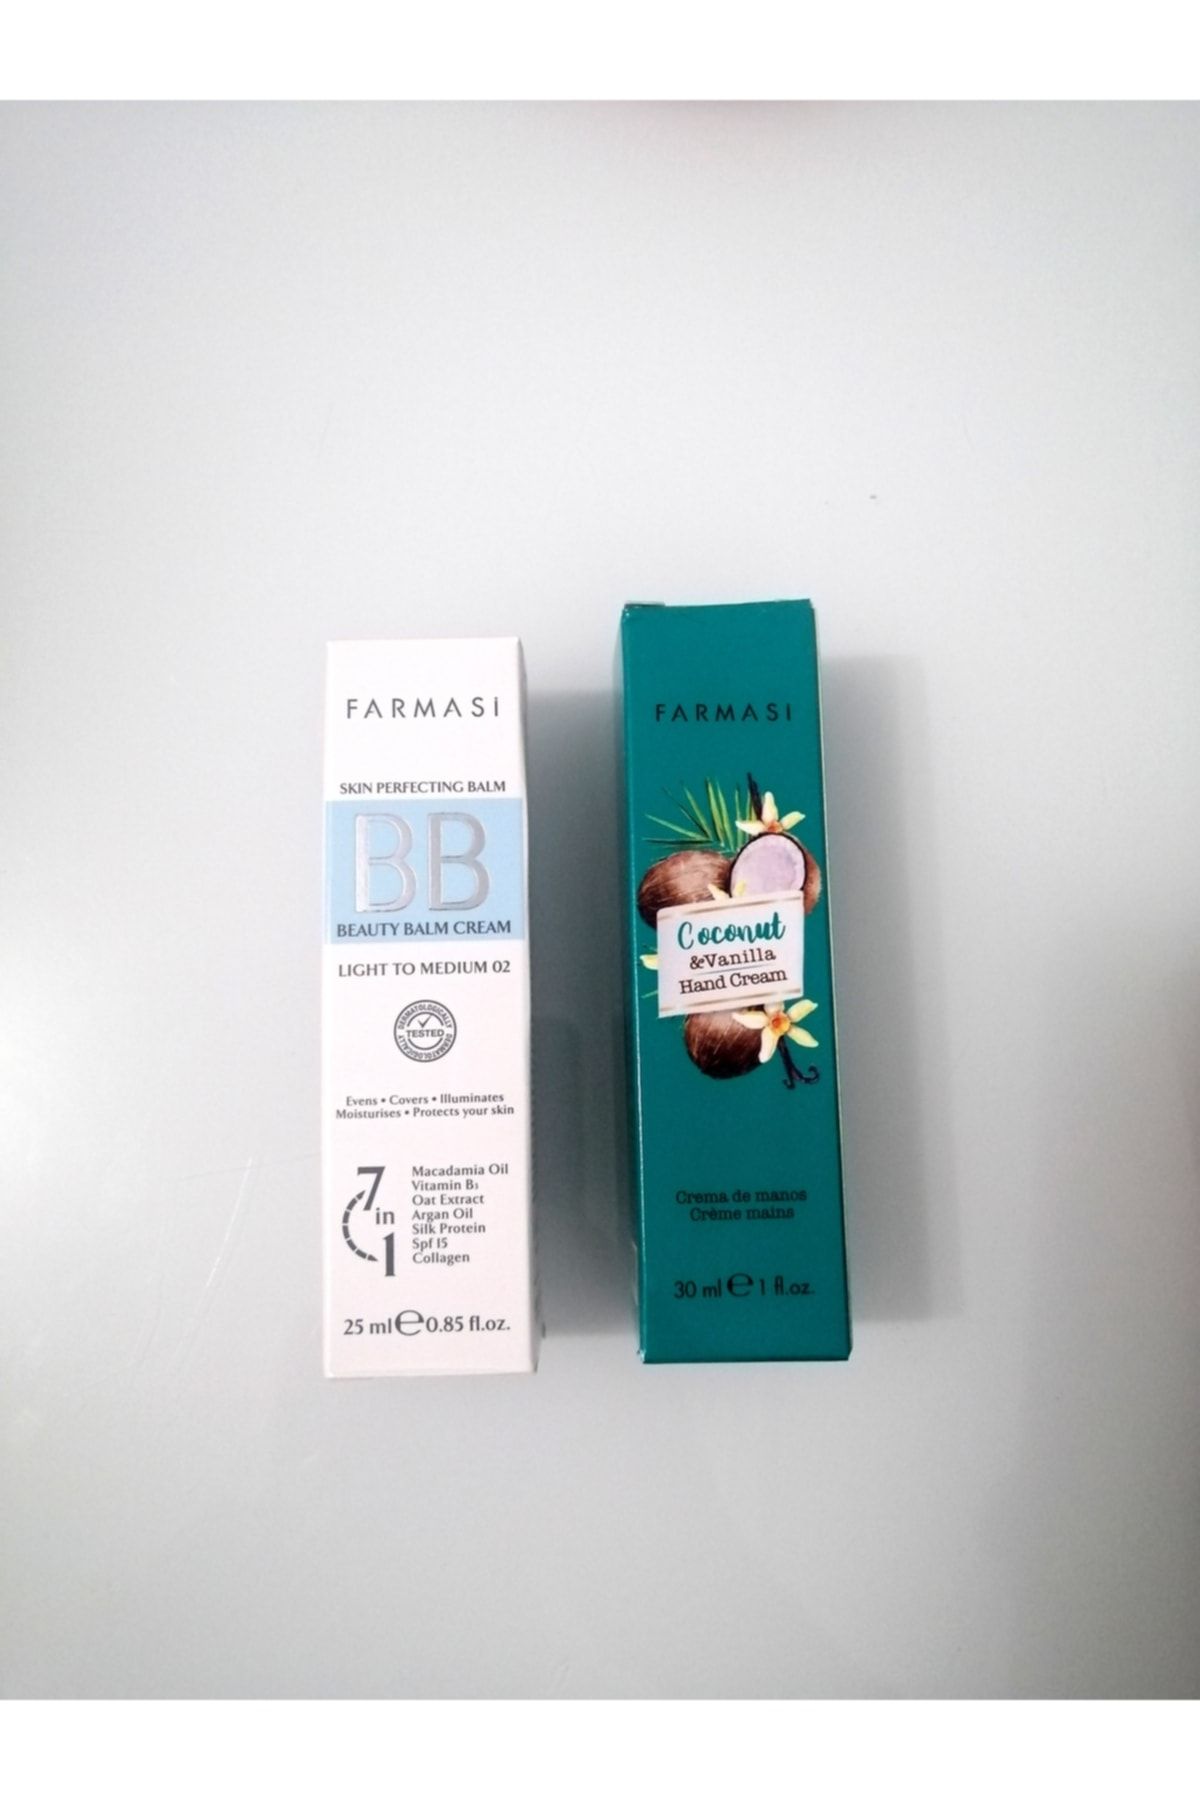 FARMASi
SKIN PERFECTING BALM
BB
BEAUTY BALM CREAM
LIGHT TO MEDIUM 02
DERMATOLOGICALLY
TESTED
DERMATOLOGICALLY
Evens • Covers • Illuminates
Moisturises • Protects your skin
7 in 1
Macadamia Oil
Vitamin B₃
Oat Extract
Argan Oil
Silk Protein
Spf 15
Collagen
25 ml ℮ 0.85 fl.oz.
FARMASi
Coconut
&Vanilla
Hand Cream
Crema de manos
Crème mains
30 ml ℮ 1 fl.oz.